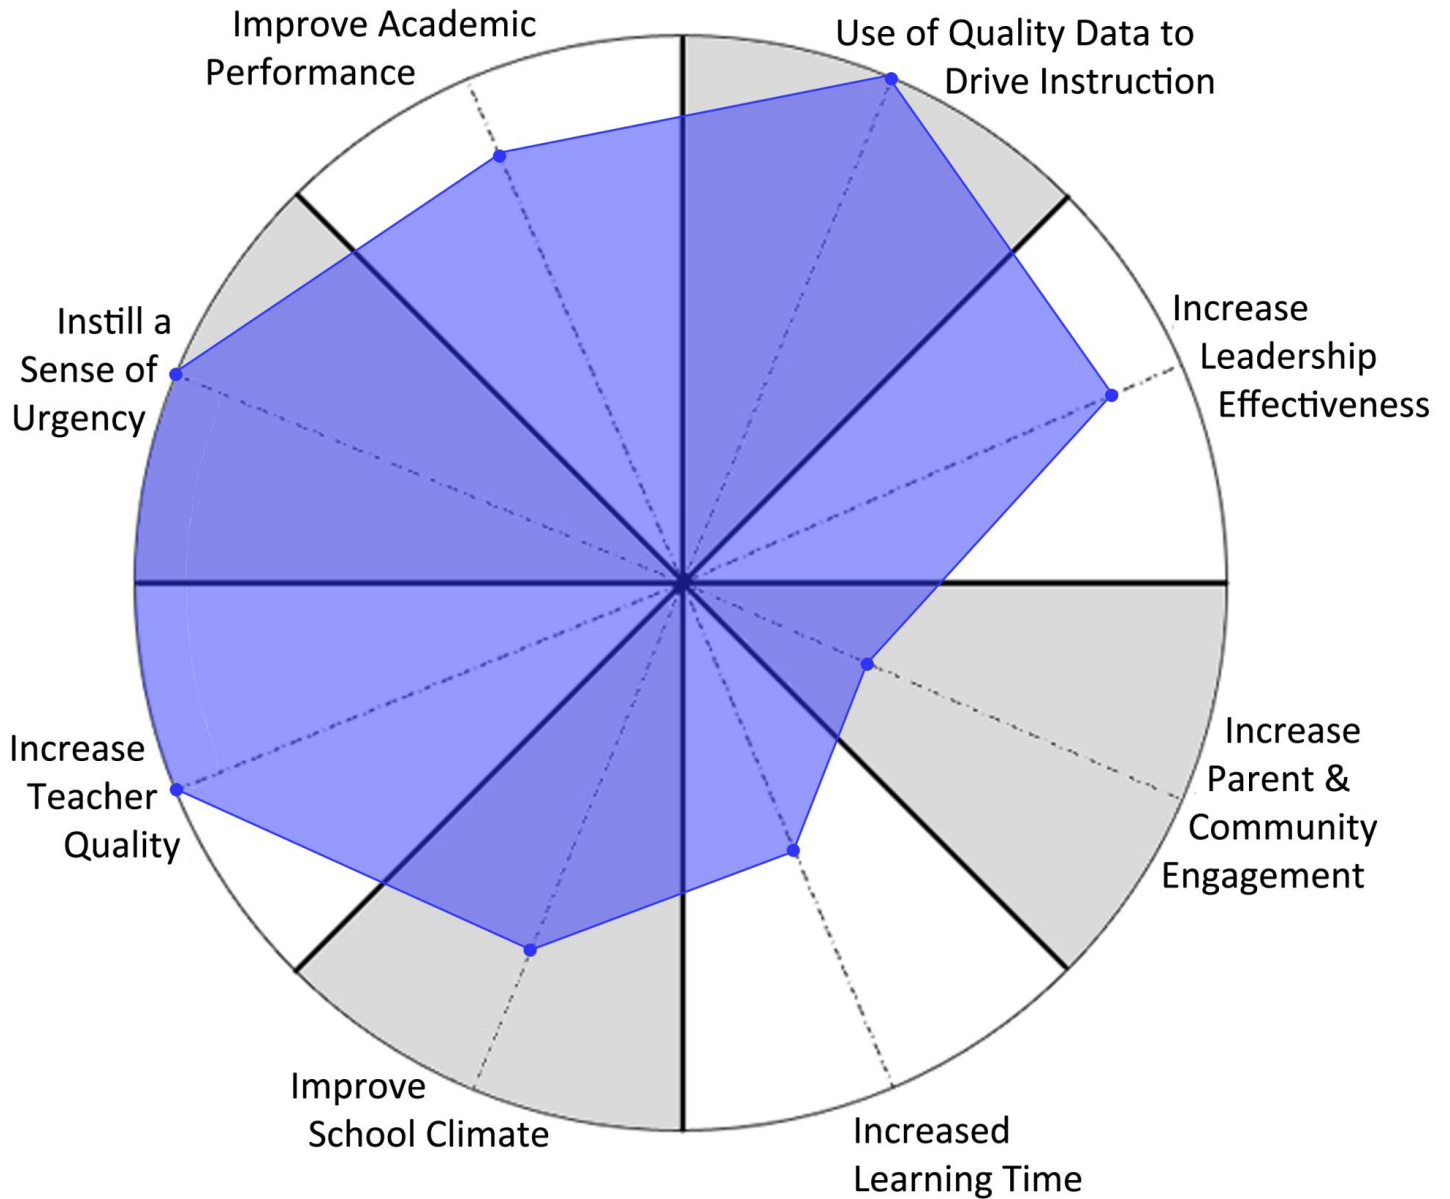 Improve Academic
Performance
Use of Quality Data to
Drive Instruction
Increase
Leadership
Effectiveness
Increase
Parent &
Community
Engagement
Increased
Learning Time
Improve
School Climate
Increase
Teacher
Quality
Instill a
Sense of
Urgency